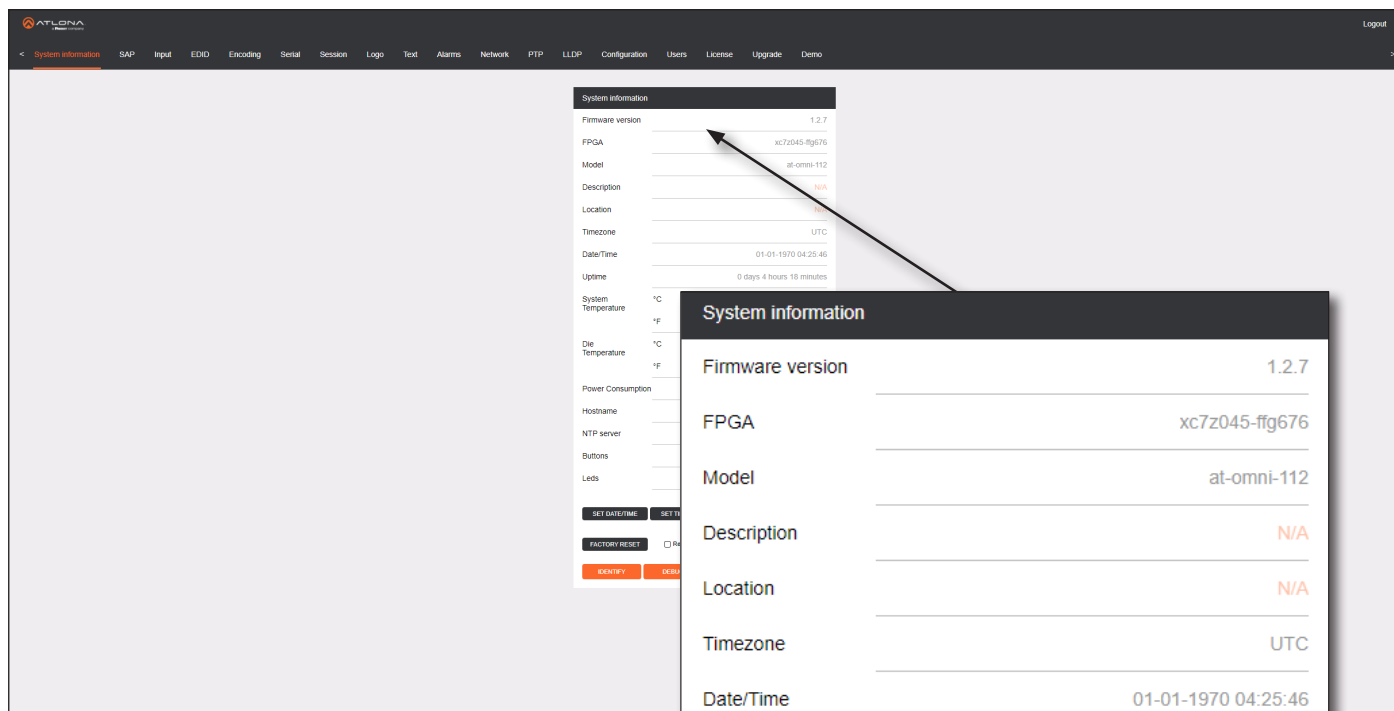 ATLONA
Logout
< System information SAP Input EDID Encoding Serial Session Logo Text Alarms Network PTP LLDP Configuration Users License Upgrade Demo >
System information
Firmware version 1.2.7
FPGA xc7z045-ffg676
Model at-omni-112
Description N/A
Location N/A
Timezone UTC
Date/Time 01-01-1970 04:25:46
Uptime 0 days 4 hours 18 minutes
System Temperature °C
°F
Die Temperature °C
°F
Power Consumption
Hostname
NTP server
Buttons
Leds
SET DATE/TIME
FACTORY RESET
IDENTIFY
System information
Firmware version 1.2.7
FPGA xc7z045-ffg676
Model at-omni-112
Description N/A
Location N/A
Timezone UTC
Date/Time 01-01-1970 04:25:46